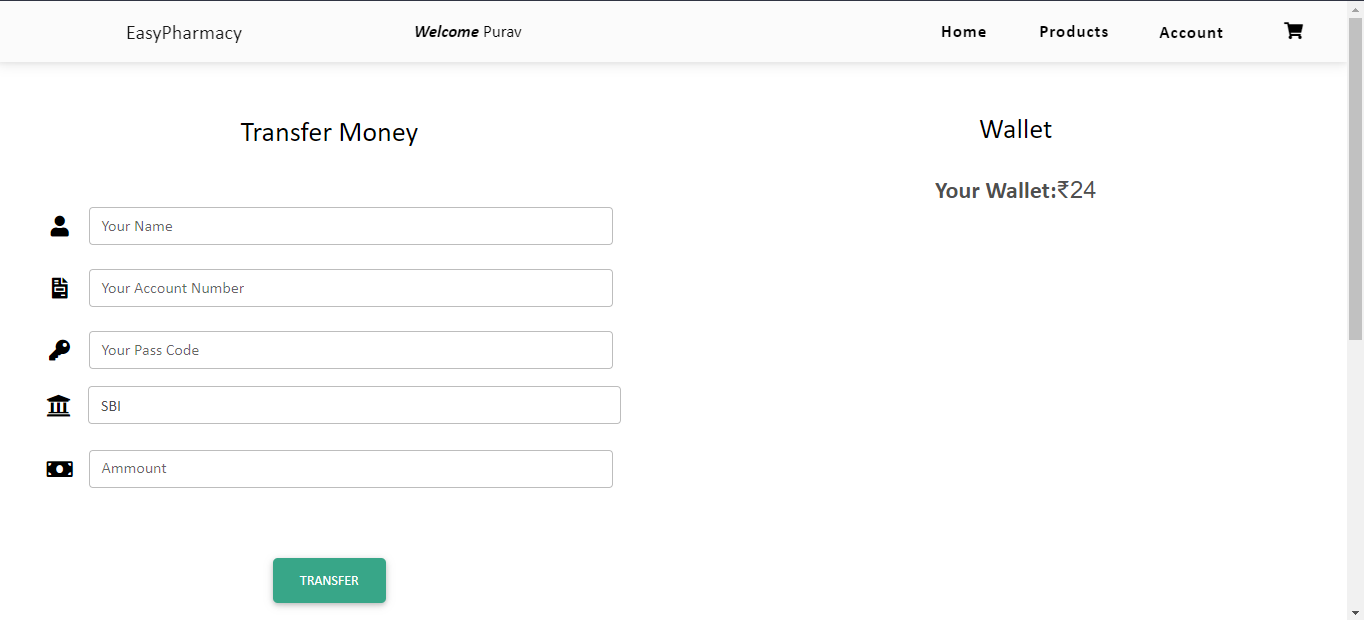 EasyPharmacy
Welcome Purav
Home
Products
Account
Transfer Money
Your Name
Your Account Number
Your Pass Code
SBI
Ammount
TRANSFER
Wallet
Your Wallet:₹24